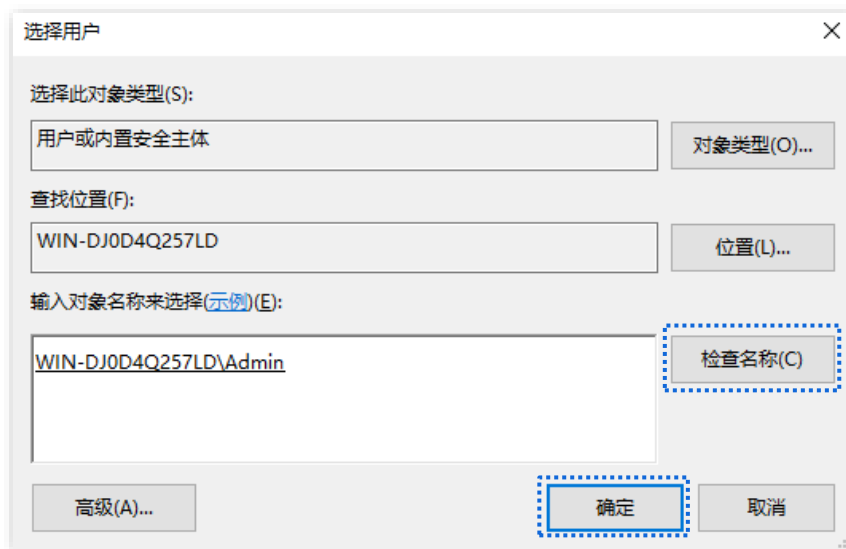 选择用户
选择此对象类型(S):
用户或内置安全主体
对象类型(O)...
查找位置(F):
WIN-DJ0D4Q257LD
位置(L)...
输入对象名称来选择(示例)(E):
WIN-DJ0D4Q257LD\Admin
检查名称(C)
高级(A)...
确定
取消